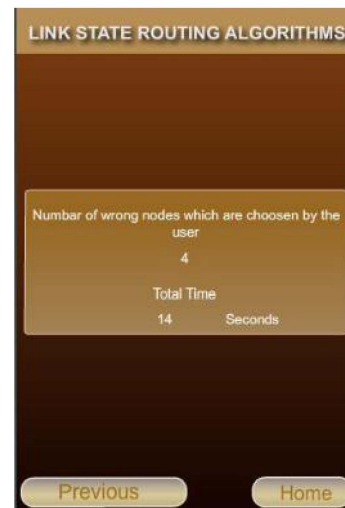 LINK STATE ROUTING ALGORITHMS
Numbar of wrong nodes which are choosen by the
user
4
Total Time
14 Seconds
Previous Home